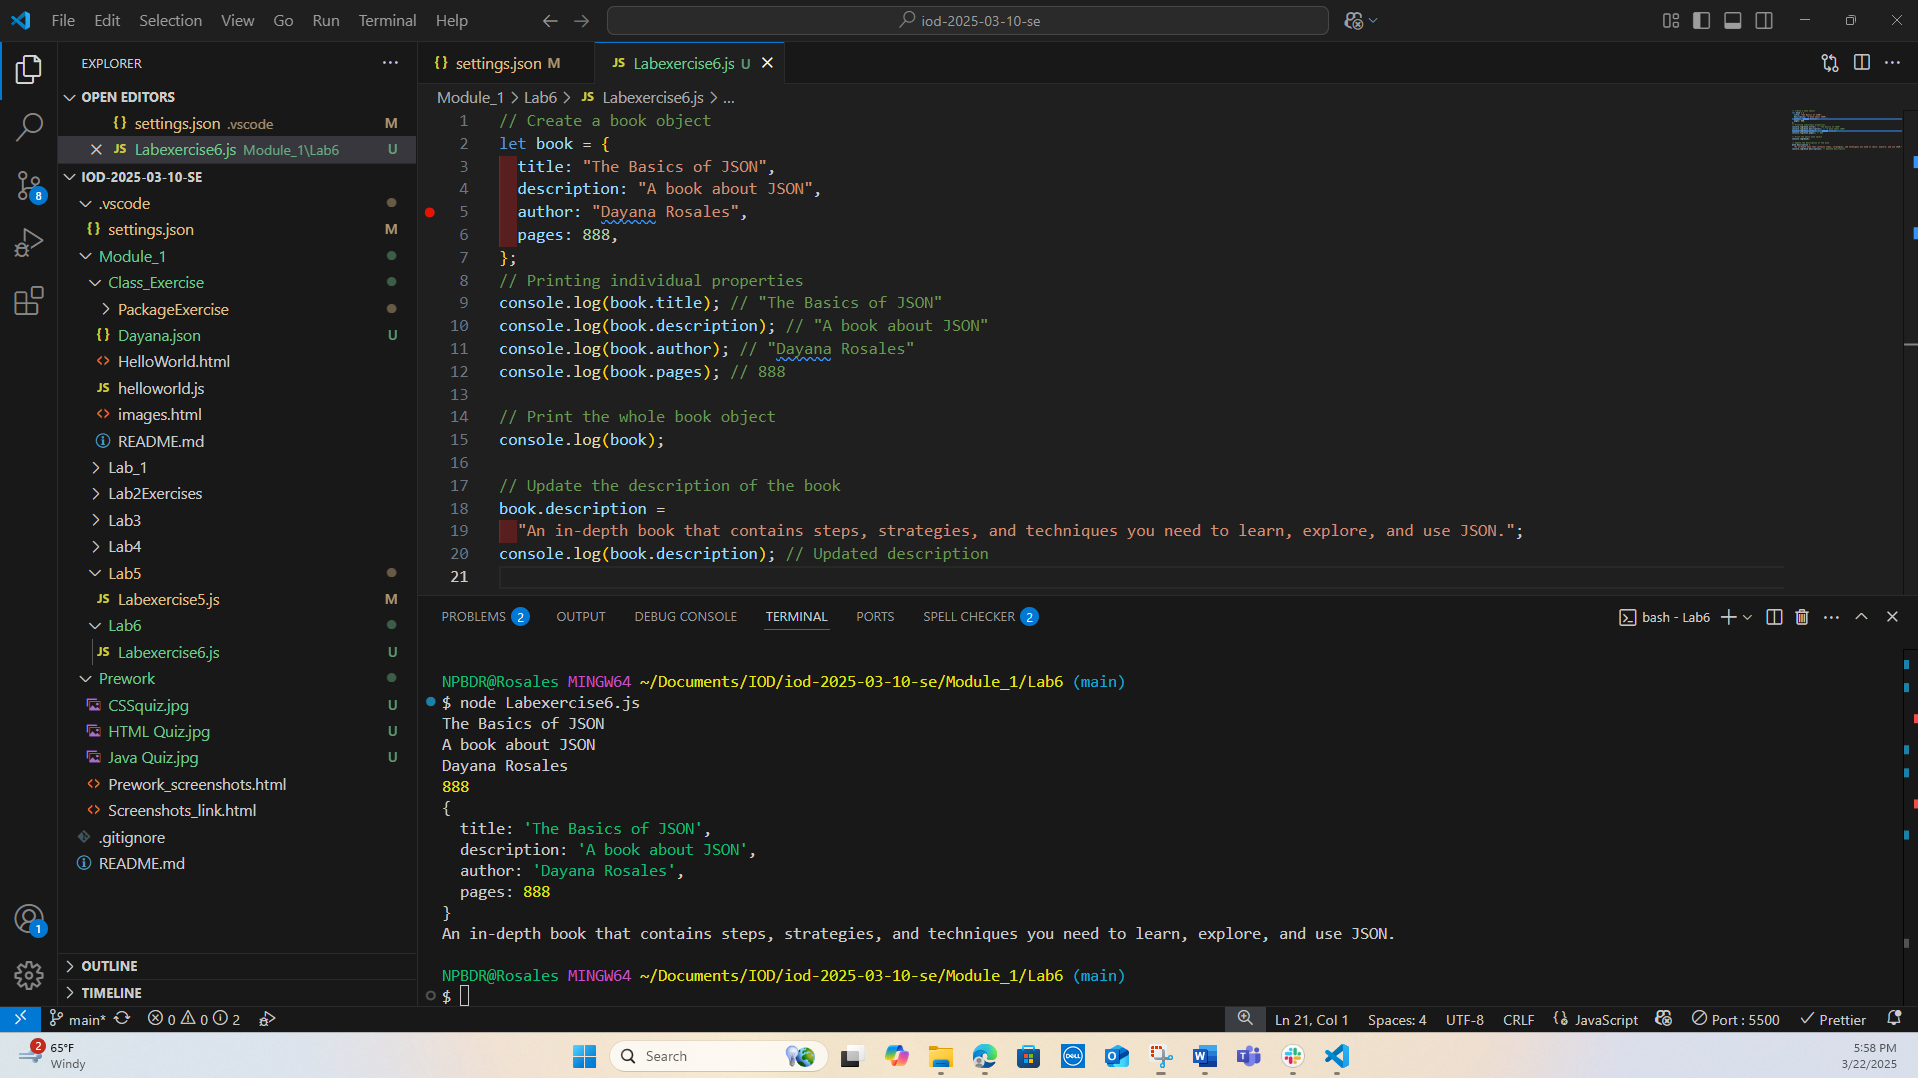 File Edit Selection View Go Run Terminal Help
iod-2025-03-10-se
EXPLORER
OPEN EDITORS
{} settings.json .vscode M
JS Labexercise6.js Module_1\Lab6 U
IOD-2025-03-10-SE
.vscode
{} settings.json M
Module_1
Class_Exercise
PackageExercise
{} Dayana.json U
<> HelloWorld.html
JS helloworld.js
<> images.html
README.md
Lab_1
Lab2Exercises
Lab3
Lab4
Lab5
JS Labexercise5.js M
Lab6
JS Labexercise6.js U
Prework
CSSquiz.jpg U
HTML Quiz.jpg U
Java Quiz.jpg U
<> Prework_screenshots.html
<> Screenshots_link.html
.gitignore
README.md
OUTLINE
TIMELINE
8
1
{} settings.json M
JS Labexercise6.js U
Module_1 > Lab6 > JS Labexercise6.js > ...
1 // Create a book object
2 let book = {
3 title: "The Basics of JSON",
4 description: "A book about JSON",
5 author: "Dayana Rosales",
6 pages: 888,
7 };
8 // Printing individual properties
9 console.log(book.title); // "The Basics of JSON"
10 console.log(book.description); // "A book about JSON"
11 console.log(book.author); // "Dayana Rosales"
12 console.log(book.pages); // 888
13
14 // Print the whole book object
15 console.log(book);
16
17 // Update the description of the book
18 book.description =
19 "An in-depth book that contains steps, strategies, and techniques you need to learn, explore, and use JSON.";
20 console.log(book.description); // Updated description
21
PROBLEMS 2 OUTPUT DEBUG CONSOLE TERMINAL PORTS SPELL CHECKER 2
bash - Lab6
NPBDR@Rosales MINGW64 ~/Documents/IOD/iod-2025-03-10-se/Module_1/Lab6 (main)
$ node Labexercise6.js
The Basics of JSON
A book about JSON
Dayana Rosales
888
{
title: 'The Basics of JSON',
description: 'A book about JSON',
author: 'Dayana Rosales',
pages: 888
}
An in-depth book that contains steps, strategies, and techniques you need to learn, explore, and use JSON.
NPBDR@Rosales MINGW64 ~/Documents/IOD/iod-2025-03-10-se/Module_1/Lab6 (main)
$
main* 0 0 2
Ln 21, Col 1 Spaces: 4 UTF-8 CRLF {} JavaScript Port : 5500 Prettier
2
65°F
Windy
Search
DELL
5:58 PM
3/22/2025